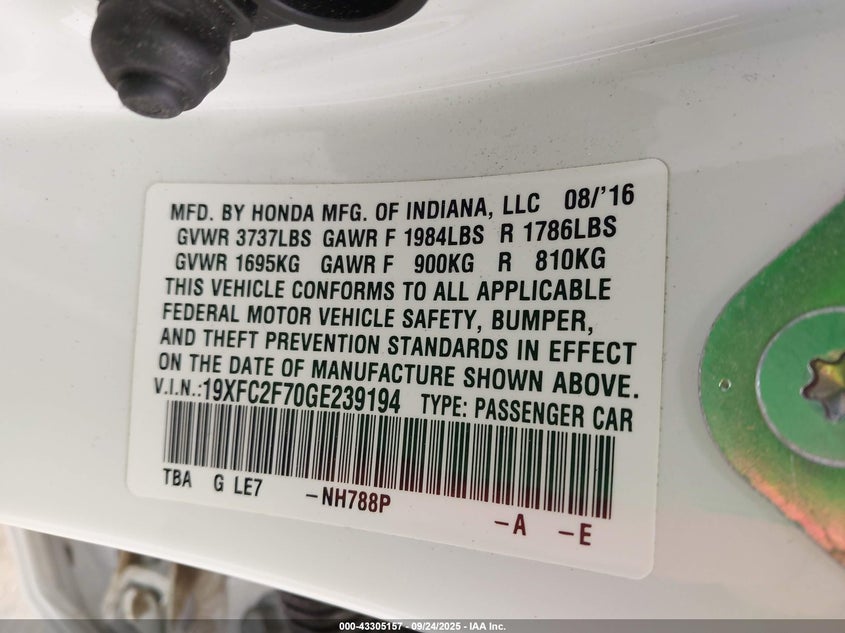 MFD. BY HONDA MFG. OF INDIANA, LLC 08/'16
GVWR 3737LBS GAWR F 1984LBS R 1786LBS
GVWR 1695KG GAWR F 900KG R 810KG
THIS VEHICLE CONFORMS TO ALL APPLICABLE
FEDERAL MOTOR VEHICLE SAFETY, BUMPER,
AND THEFT PREVENTION STANDARDS IN EFFECT
ON THE DATE OF MANUFACTURE SHOWN ABOVE.
V.I.N.:19XFC2F70GE239194 TYPE: PASSENGER CAR
TBA G LE7 -NH788P -A -E
000-43305157 - 09/24/2025 - IAA Inc.